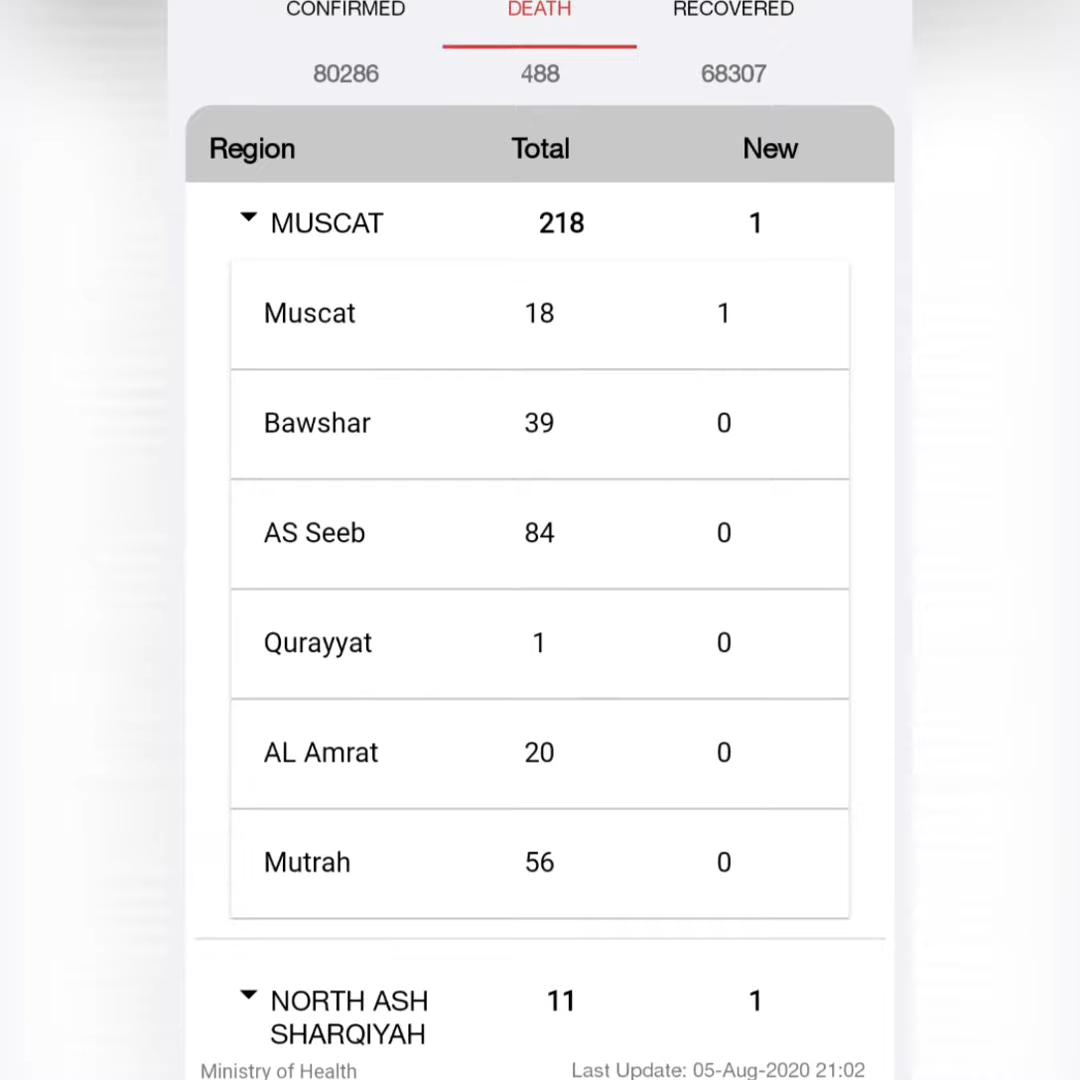 CONFIRMED DEATH RECOVERED
80286 488 68307
Region Total New
MUSCAT 218 1
Muscat 18 1
Bawshar 39 0
AS Seeb 84 0
Qurayyat 1 0
AL Amrat 20 0
Mutrah 56 0
NORTH ASH 11 1
SHARQIYAH
Ministry of Health Last Update: 05-Aug-2020 21:02